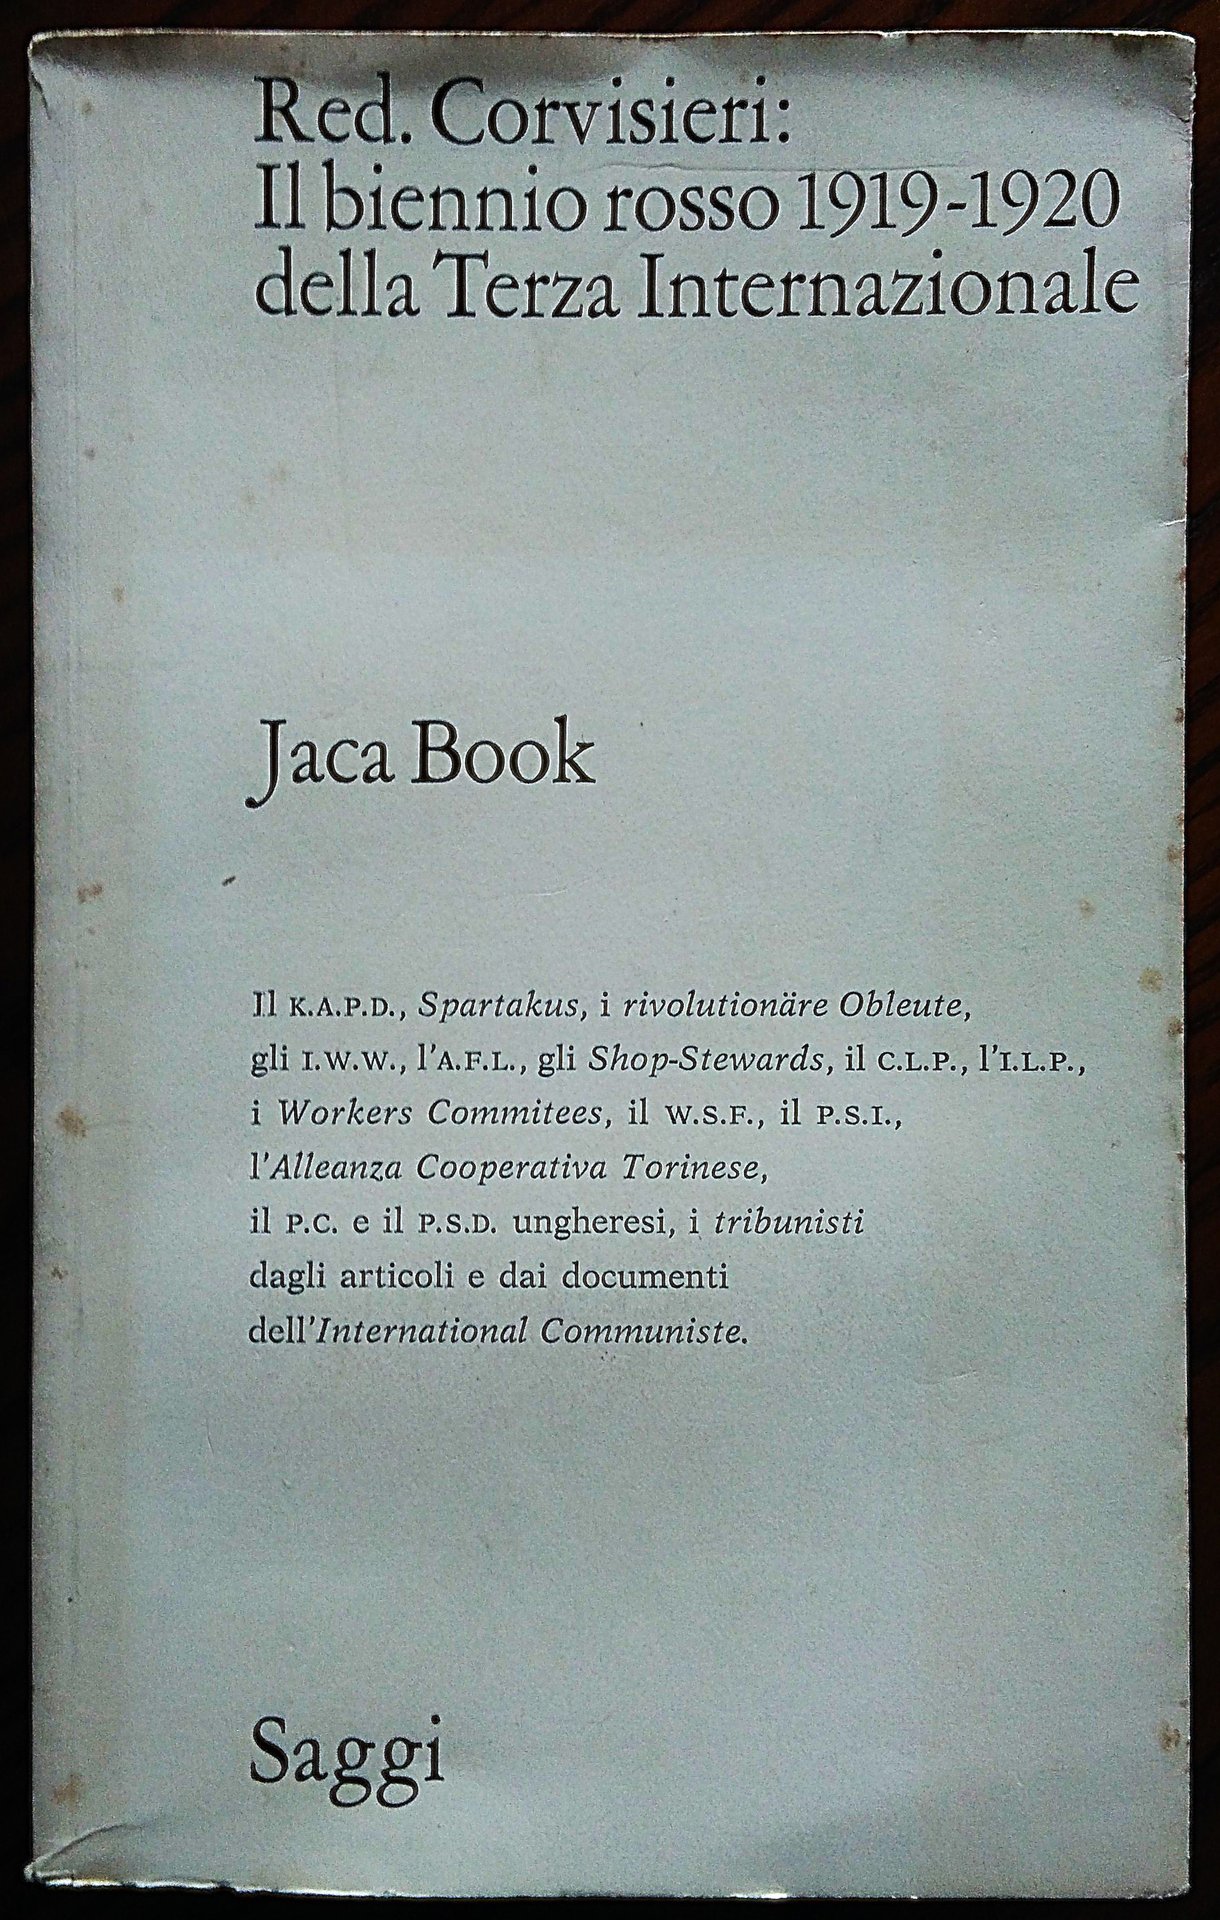 Red. Corvisieri:
Il biennio rosso 1919-1920
della Terza Internazionale
Jaca Book
Il K.A.P.D., Spartakus, i rivolutionäre Obleute,
gli I.W.W., l'A.F.L., gli Shop-Stewards, il C.L.P., l'I.L.P.,
i Workers Commitees, il W.S.F., il P.S.I.,
l'Alleanza Cooperativa Torinese,
il P.C. e il P.S.D. ungheresi, i tribunisti
dagli articoli e dai documenti
dell'International Communiste.
Saggi